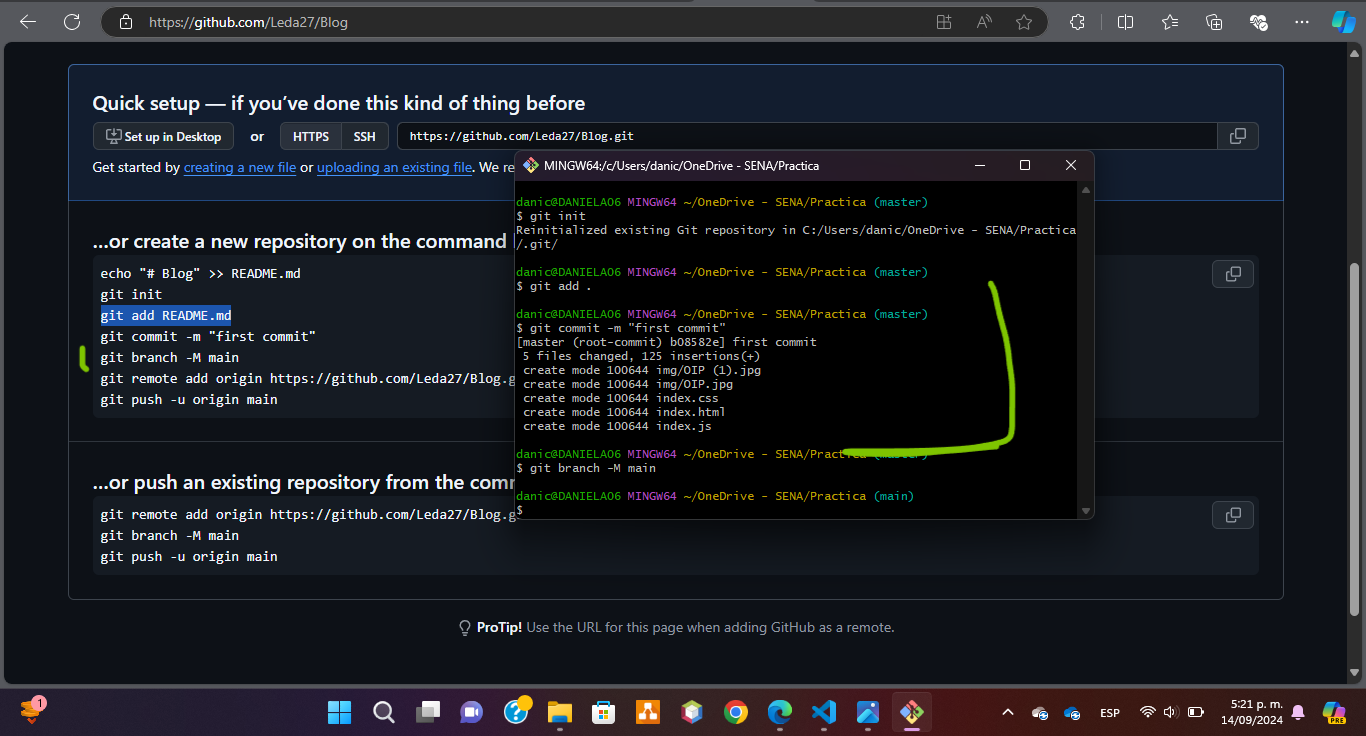 https://github.com/Leda27/Blog
Quick setup — if you've done this kind of thing before
Set up in Desktop
or
HTTPS
SSH
https://github.com/Leda27/Blog.git
Get started by creating a new file or uploading an existing file. We re
…or create a new repository on the command
echo "# Blog" >> README.md
git init
git add README.md
git commit -m "first commit"
git branch -M main
git remote add origin https://github.com/Leda27/Blog.g
git push -u origin main
…or push an existing repository from the com
git remote add origin https://github.com/Leda27/Blog.g
git branch -M main
git push -u origin main
ProTip! Use the URL for this page when adding GitHub as a remote.
MINGW64:/c/Users/danic/OneDrive - SENA/Practica
danic@DANIELA06 MINGW64 ~/OneDrive - SENA/Practica (master)
$ git init
Reinitialized existing Git repository in C:/Users/danic/OneDrive - SENA/Practica
/.git/
danic@DANIELA06 MINGW64 ~/OneDrive - SENA/Practica (master)
$ git add .
danic@DANIELA06 MINGW64 ~/OneDrive - SENA/Practica (master)
$ git commit -m "first commit"
[master (root-commit) b08582e] first commit
5 files changed, 125 insertions(+)
create mode 100644 img/OIP (1).jpg
create mode 100644 img/OIP.jpg
create mode 100644 index.css
create mode 100644 index.html
create mode 100644 index.js
danic@DANIELA06 MINGW64 ~/OneDrive - SENA/Practica (master)
$ git branch -M main
danic@DANIELA06 MINGW64 ~/OneDrive - SENA/Practica (main)
$
1
ESP
5:21 p. m.
14/09/2024
PRE